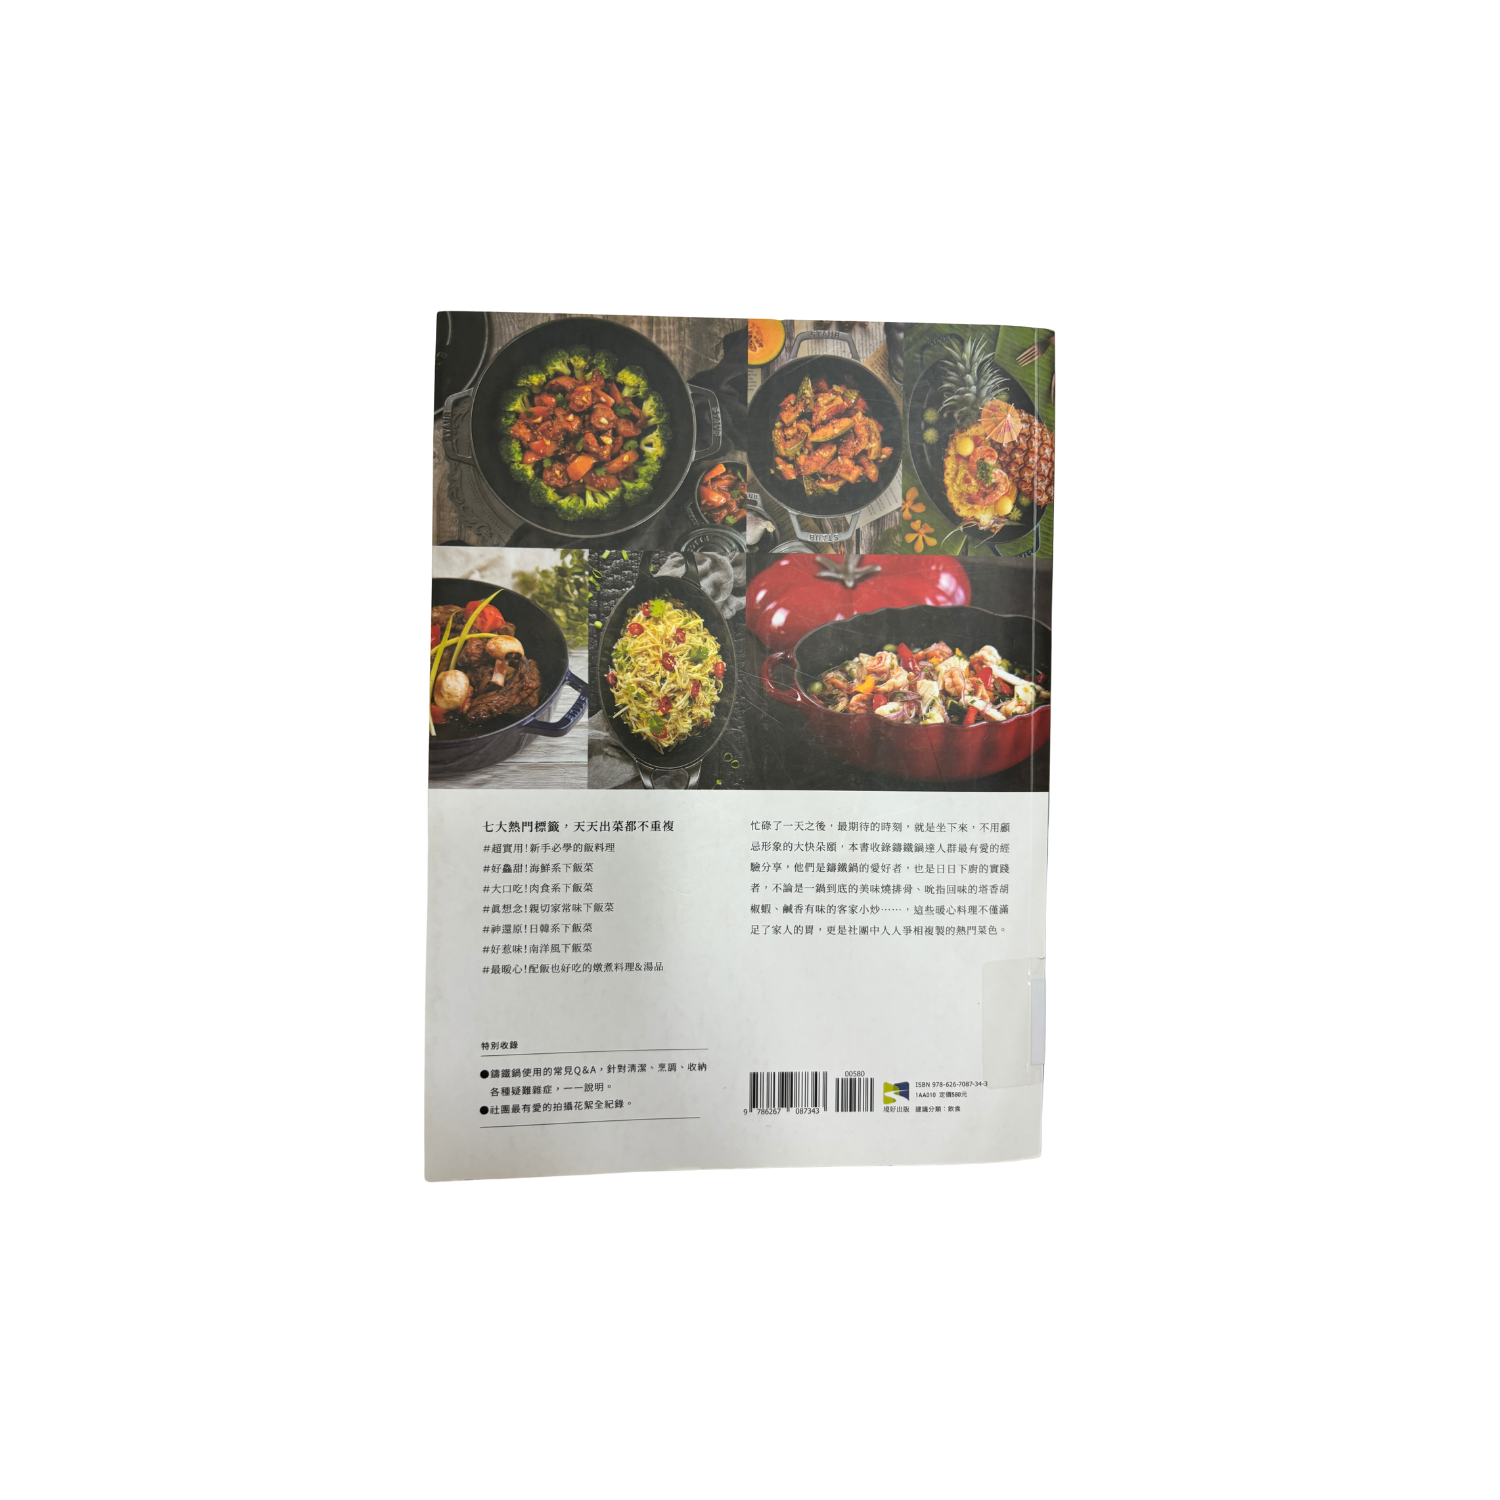 STAUB
STAUB
STAUB
STAUB
STAUB
七大熱門標籤，天天出菜都不重複
#超實用!新手必學的飯料理
#好鱻甜!海鮮系下飯菜
#大口吃!肉食系下飯菜
#眞想念!親切家常味下飯菜
#神還原!日韓系下飯菜
#好惹味!南洋風下飯菜
#最暖心!配飯也好吃的燉煮料理&湯品
特別收錄
●鑄鐵鍋使用的常見Q&A，針對清潔、烹調、收納
各種疑難雜症，一一說明。
●社團最有愛的拍攝花絮全紀錄。
忙碌了一天之後，最期待的時刻，就是坐下來，不用顧
忌形象的大快朵頤，本書收錄鑄鐵鍋達人群最有愛的經
驗分享，他們是鑄鐵鍋的愛好者，也是日日下廚的實踐
者，不論是一鍋到底的美味燒排骨、吮指回味的塔香胡
椒蝦、鹹香有味的客家小炒⋯⋯，這些暖心料理不僅滿
足了家人的胃，更是社團中人人爭相複製的熱門菜色。
00580
9 786267 087343
境好出版
ISBN 978-626-7087-34-3
1AA010 定價580元
建議分類：飲食